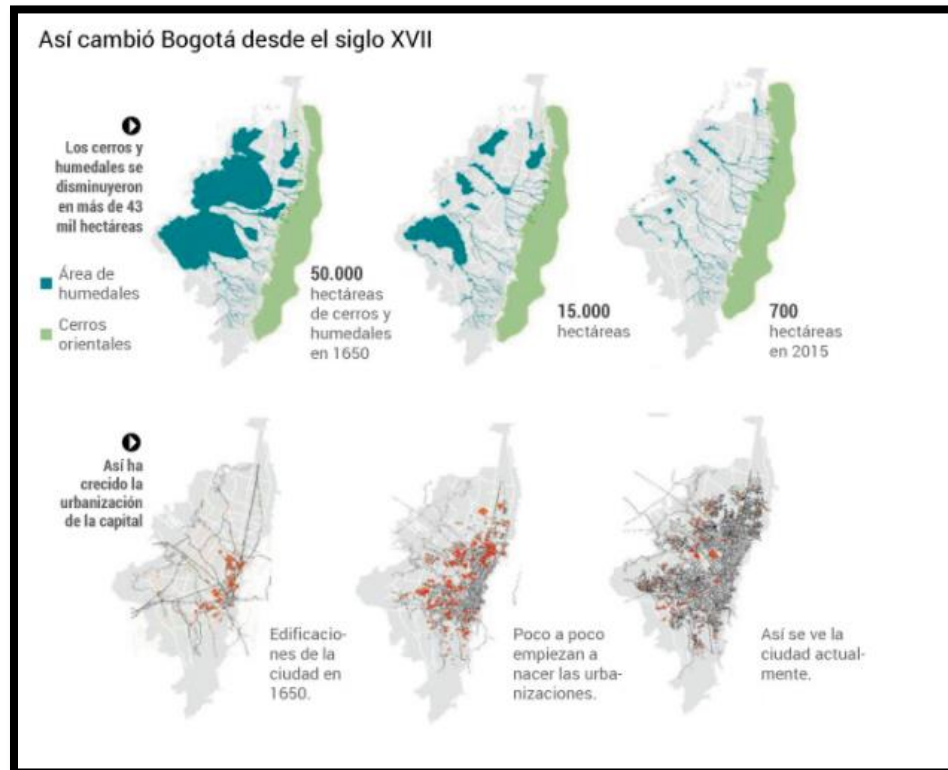 Así cambió Bogotá desde el siglo XVII
Los cerros y
humedales se
disminuyeron
en más de 43
mil hectáreas
Área de
humedales
Cerros
orientales
50.000
hectáreas
de cerros y
humedales
en 1650
15.000
hectáreas
700
hectáreas
en 2015
Así ha
crecido la
urbanización
de la capital
Edificacio-
nes de la
ciudad en
1650.
Poco a poco
empiezan a
nacer las urba-
nizaciones.
Así se ve la
ciudad actual-
mente.